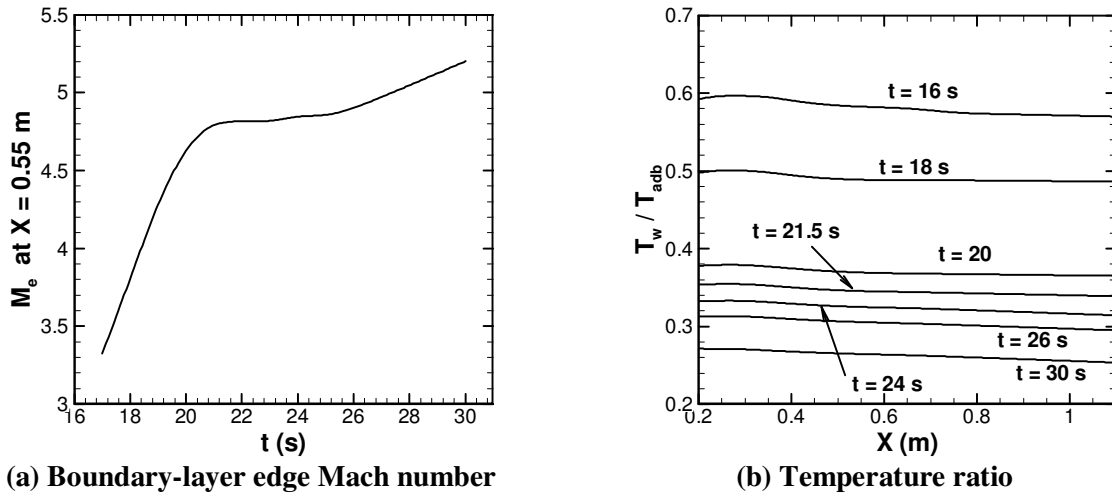 5.5
5
4.5
4
3.5
3
M_e at X = 0.55 m
16 18 20 22 24 26 28 30
t (s)
(a) Boundary-layer edge Mach number
0.7
0.6
0.5
0.4
0.3
0.2
T_w / T_adb
t = 16 s
t = 18 s
t = 21.5 s
t = 20
t = 26 s
t = 24 s
t = 30 s
0.2 0.4 0.6 0.8 1
X (m)
(b) Temperature ratio